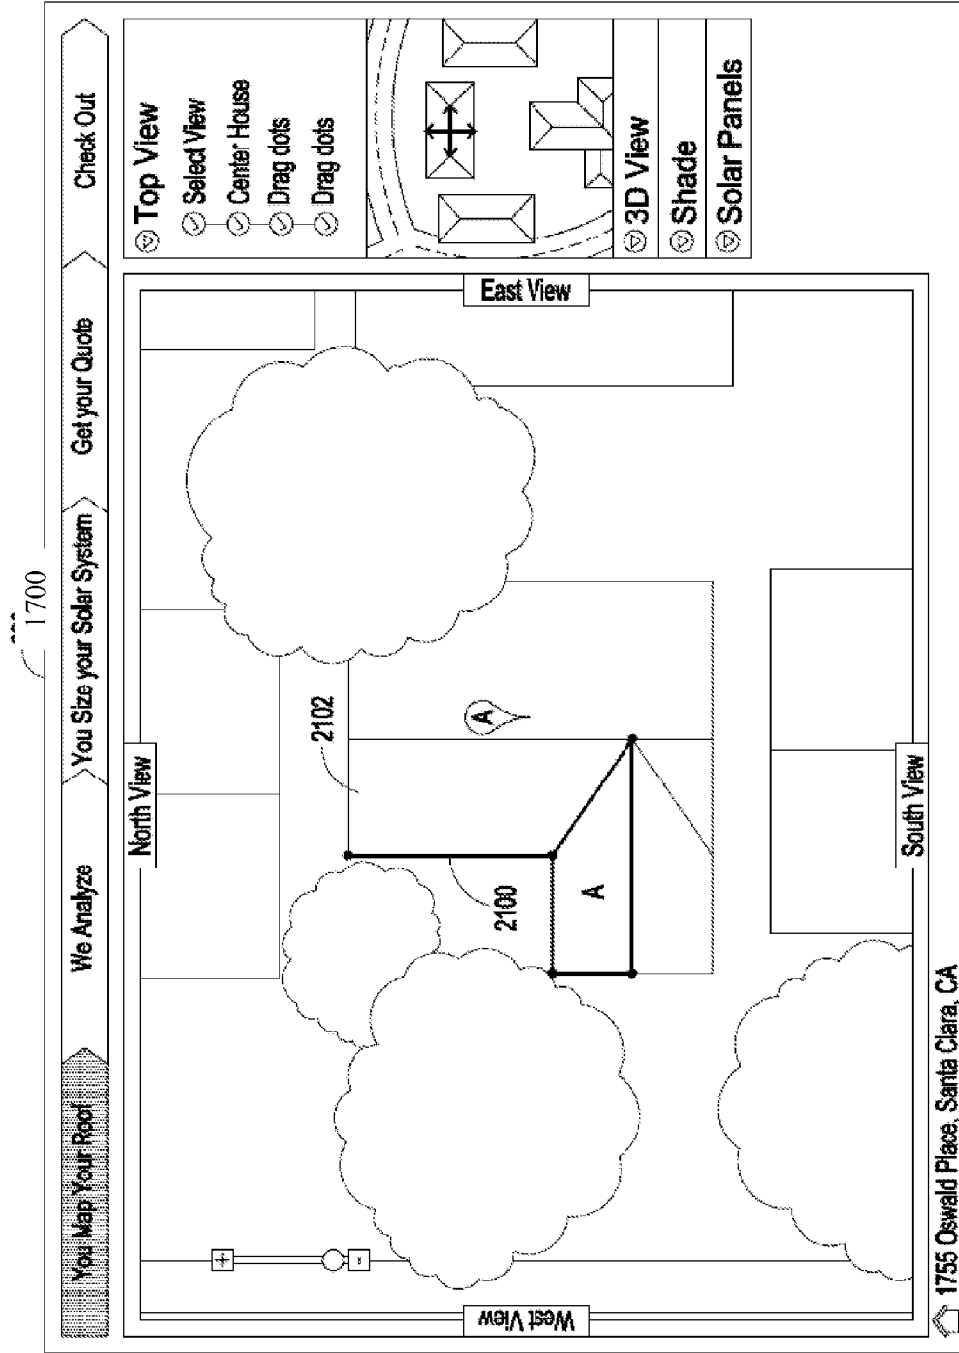 1700
You Map Your Roof
We Analyze
You Size your Solar System
Get your Quote
Check Out
North View
West View
East View
South View
2102
2100
A
A
Top View
Select View
Center House
Drag dots
Drag dots
3D View
Shade
Solar Panels
+
-
1755 Oswald Place, Santa Clara, CA